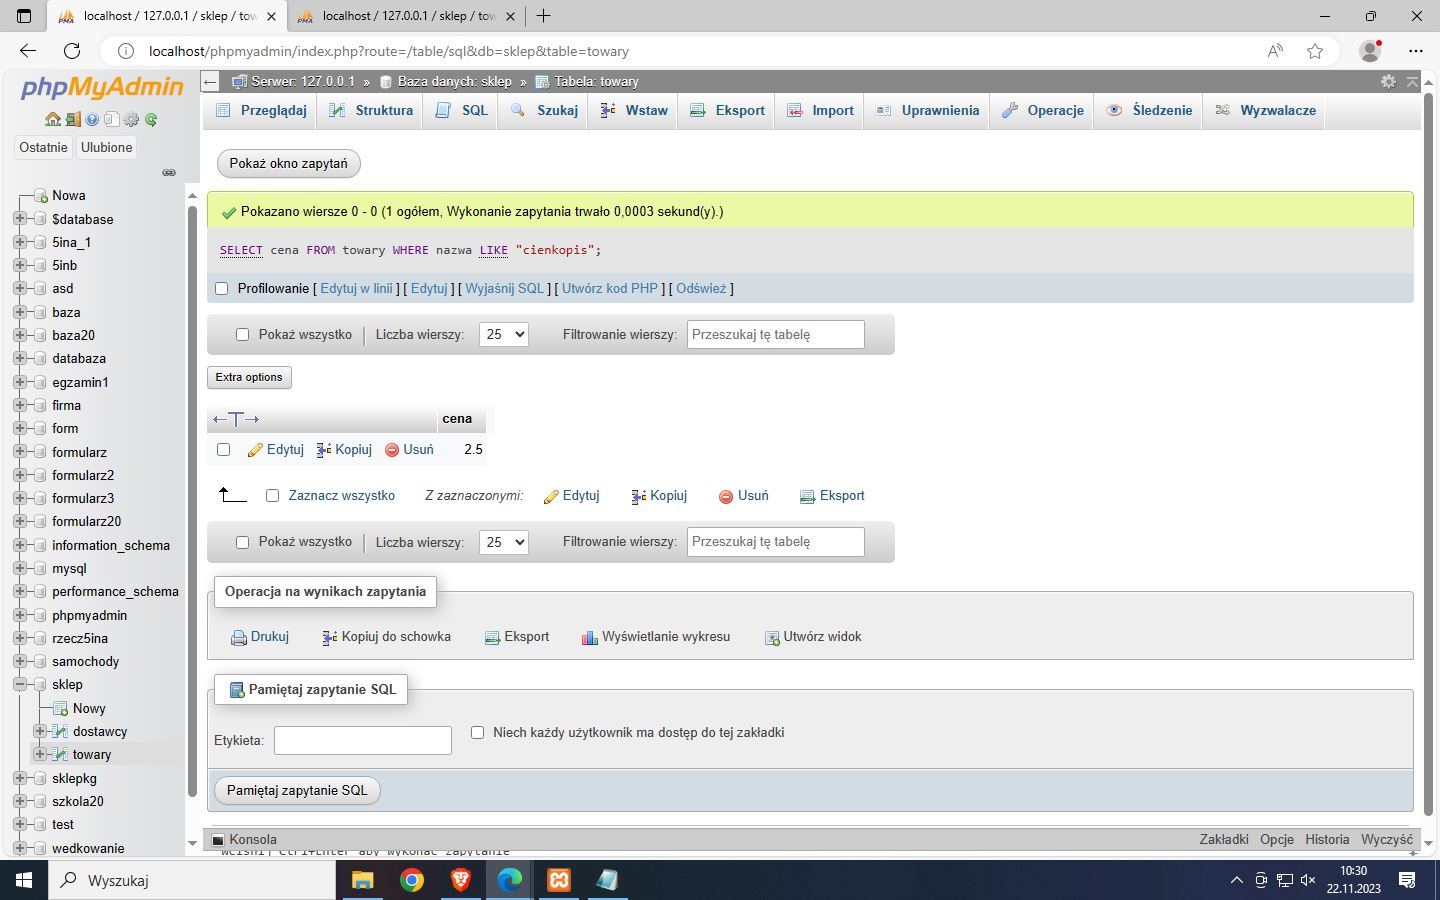 localhost / 127.0.0.1 / sklep / tow
localhost / 127.0.0.1 / sklep / tow
localhost/phpmyadmin/index.php?route=/table/sql&db=sklep&table=towary
phpMyAdmin
Ostatnie
Ulubione
Nowa
$database
5ina_1
5inb
asd
baza
baza20
databaza
egzamin1
firma
form
formularz
formularz2
formularz3
formularz20
information_schema
mysql
performance_schema
phpmyadmin
rzecz5ina
samochody
sklep
Nowy
dostawcy
towary
sklepkg
szkola20
test
wedkowanie
Serwer: 127.0.0.1 » Baza danych: sklep » Tabela: towary
Przeglądaj Struktura SQL Szukaj Wstaw Eksport Import Uprawnienia Operacje Śledzenie Wyzwalacze
Pokaż okno zapytań
Pokazano wiersze 0 - 0 (1 ogółem, Wykonanie zapytania trwało 0,0003 sekund(y).)
SELECT cena FROM towary WHERE nazwa LIKE "cienkopis";
Profilowanie [ Edytuj w linii ] [ Edytuj ] [ Wyjaśnij SQL ] [ Utwórz kod PHP ] [ Odśwież ]
Pokaż wszystko Liczba wierszy: 25 Filtrowanie wierszy: Przeszukaj tę tabelę
Extra options
←T→ cena
Edytuj Kopiuj Usuń 2.5
Zaznacz wszystko Z zaznaczonymi: Edytuj Kopiuj Usuń Eksport
Pokaż wszystko Liczba wierszy: 25 Filtrowanie wierszy: Przeszukaj tę tabelę
Operacja na wynikach zapytania
Drukuj Kopiuj do schowka Eksport Wyświetlanie wykresu Utwórz widok
Pamiętaj zapytanie SQL
Etykieta: Niech każdy użytkownik ma dostęp do tej zakładki
Pamiętaj zapytanie SQL
Konsola Zakładki Opcje Historia Wyczyść
Wciśnij Ctrl+Enter aby wykonać zapytanie
Wyszukaj
10:30
22.11.2023